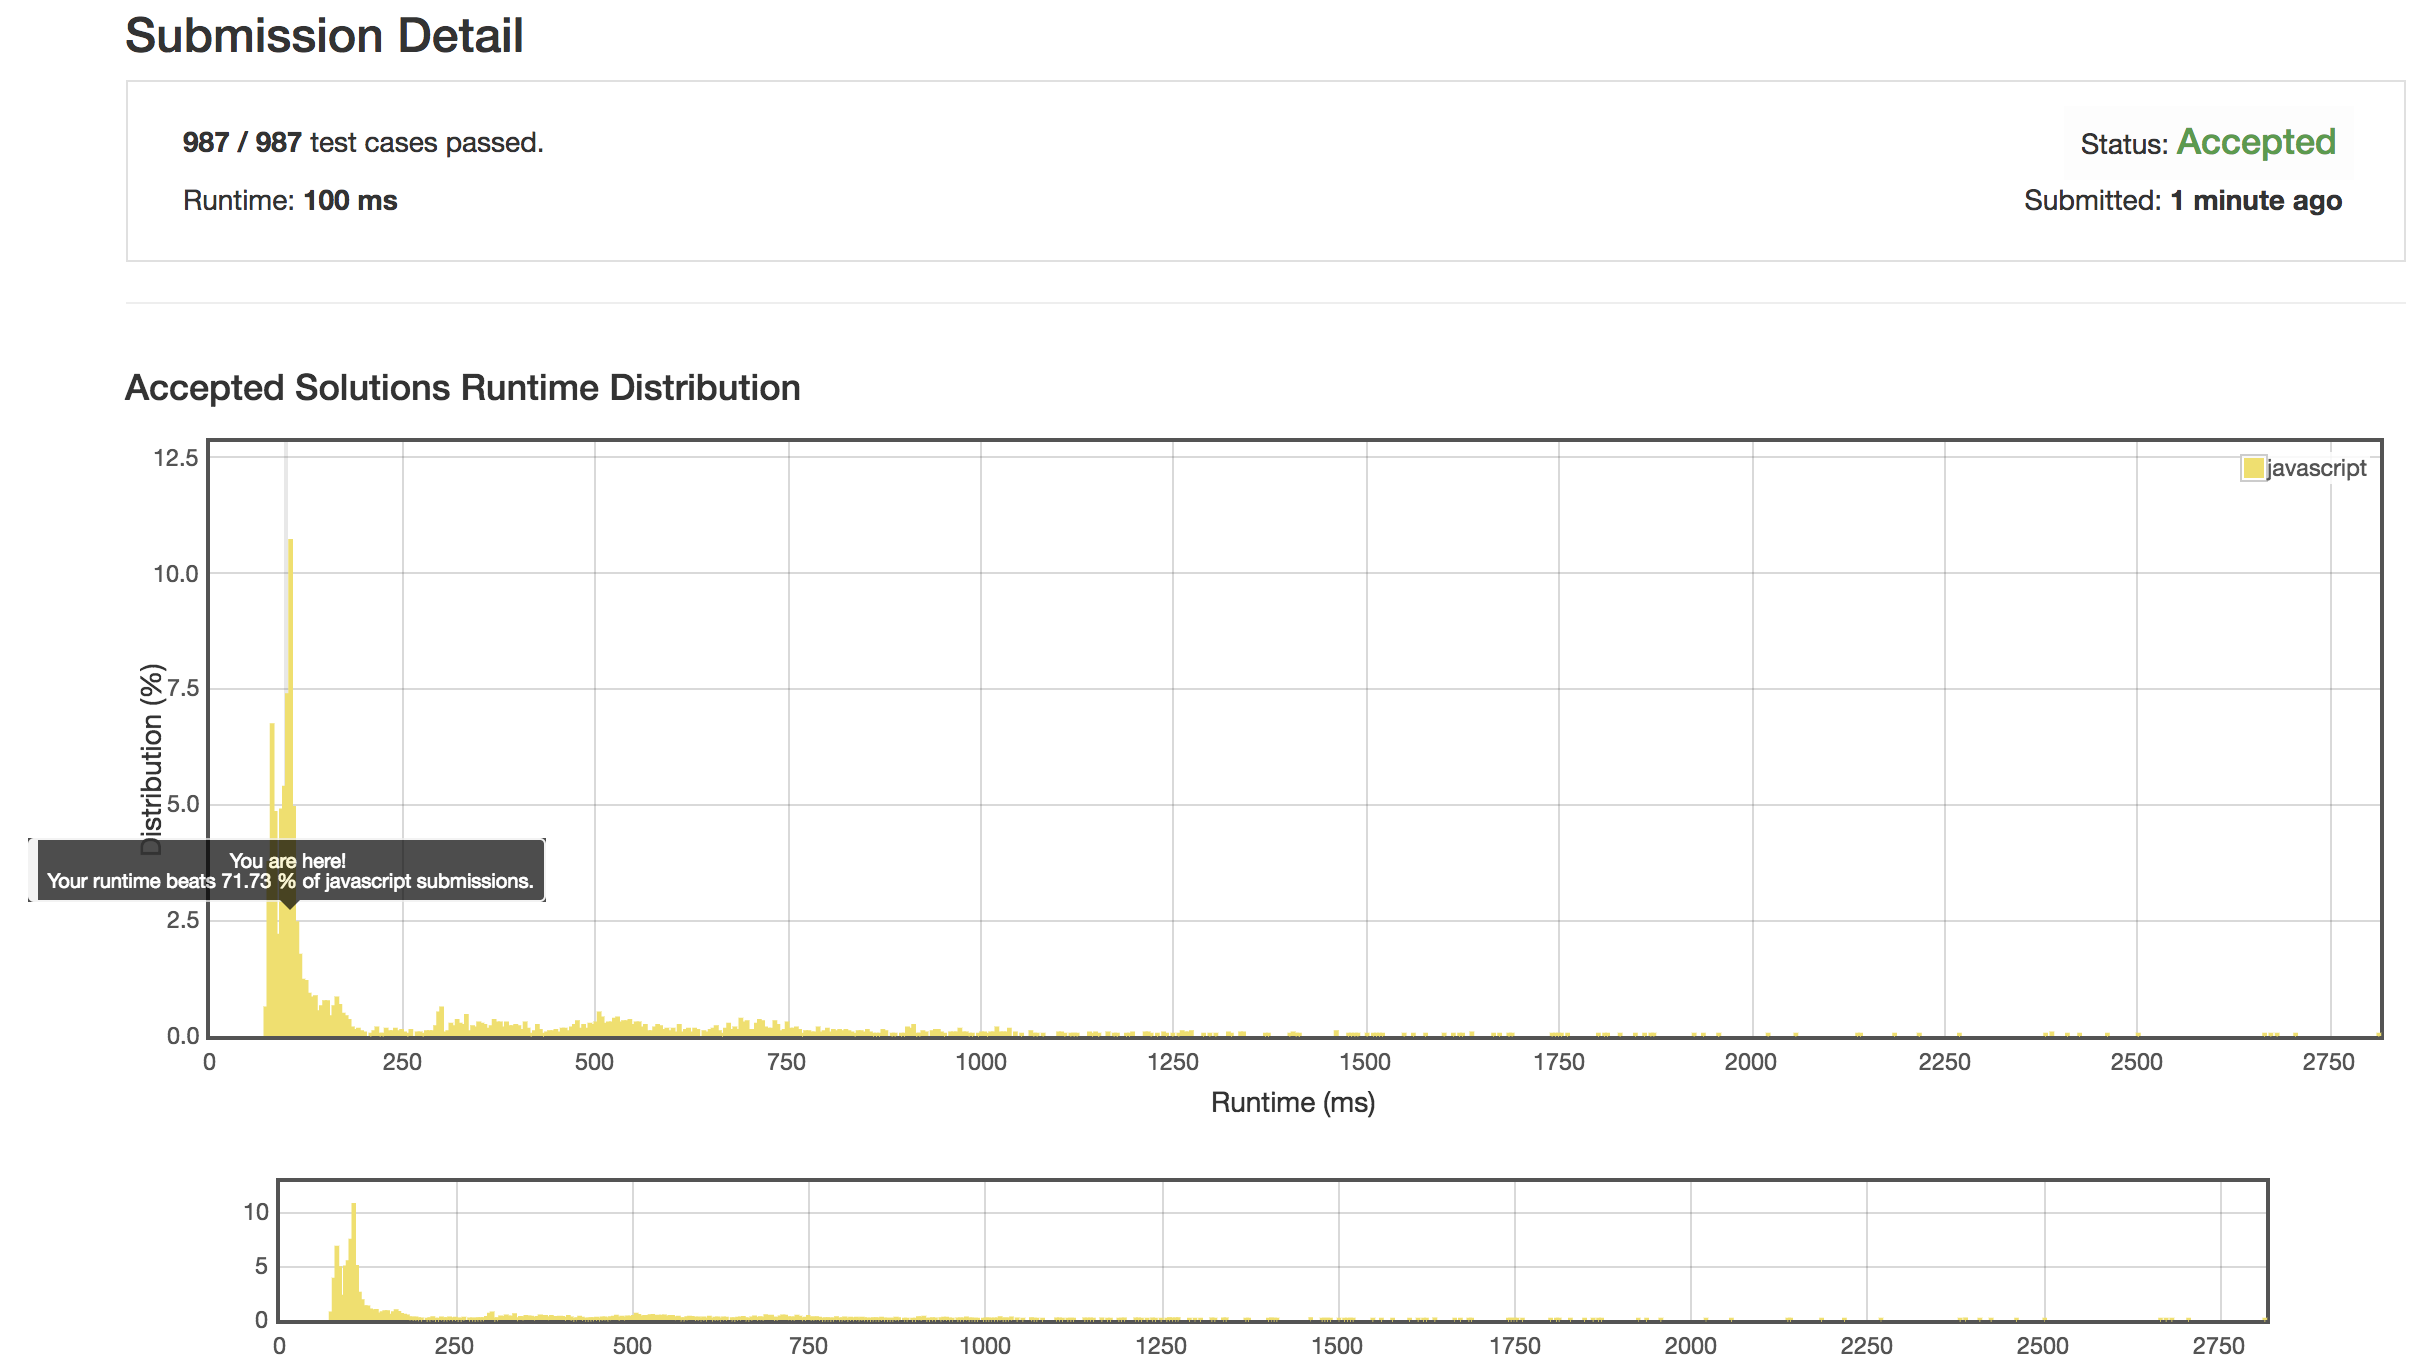 Submission Detail
987 / 987 test cases passed.
Status: Accepted
Runtime: 100 ms
Submitted: 1 minute ago
Accepted Solutions Runtime Distribution
javascript
Distribution (%)
12.5
10.0
7.5
5.0
2.5
0.0
You are here!
Your runtime beats 71.73 % of javascript submissions.
0 250 500 750 1000 1250 1500 1750 2000 2250 2500 2750
Runtime (ms)
10
5
0
0 250 500 750 1000 1250 1500 1750 2000 2250 2500 2750